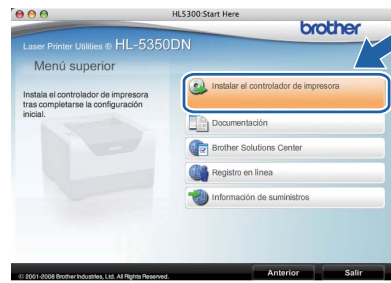 HL5300:Start Here
brother
Laser Printer Utilities ® HL-5350DN
Menú superior
Instala el controlador de impresora
tras completarse la configuración
inicial.
Instalar el controlador de impresora
Documentación
Brother Solutions Center
Registro en línea
Información de suministros
© 2001-2008 Brother Industries, Ltd. All Rights Reserved.
Anterior
Salir